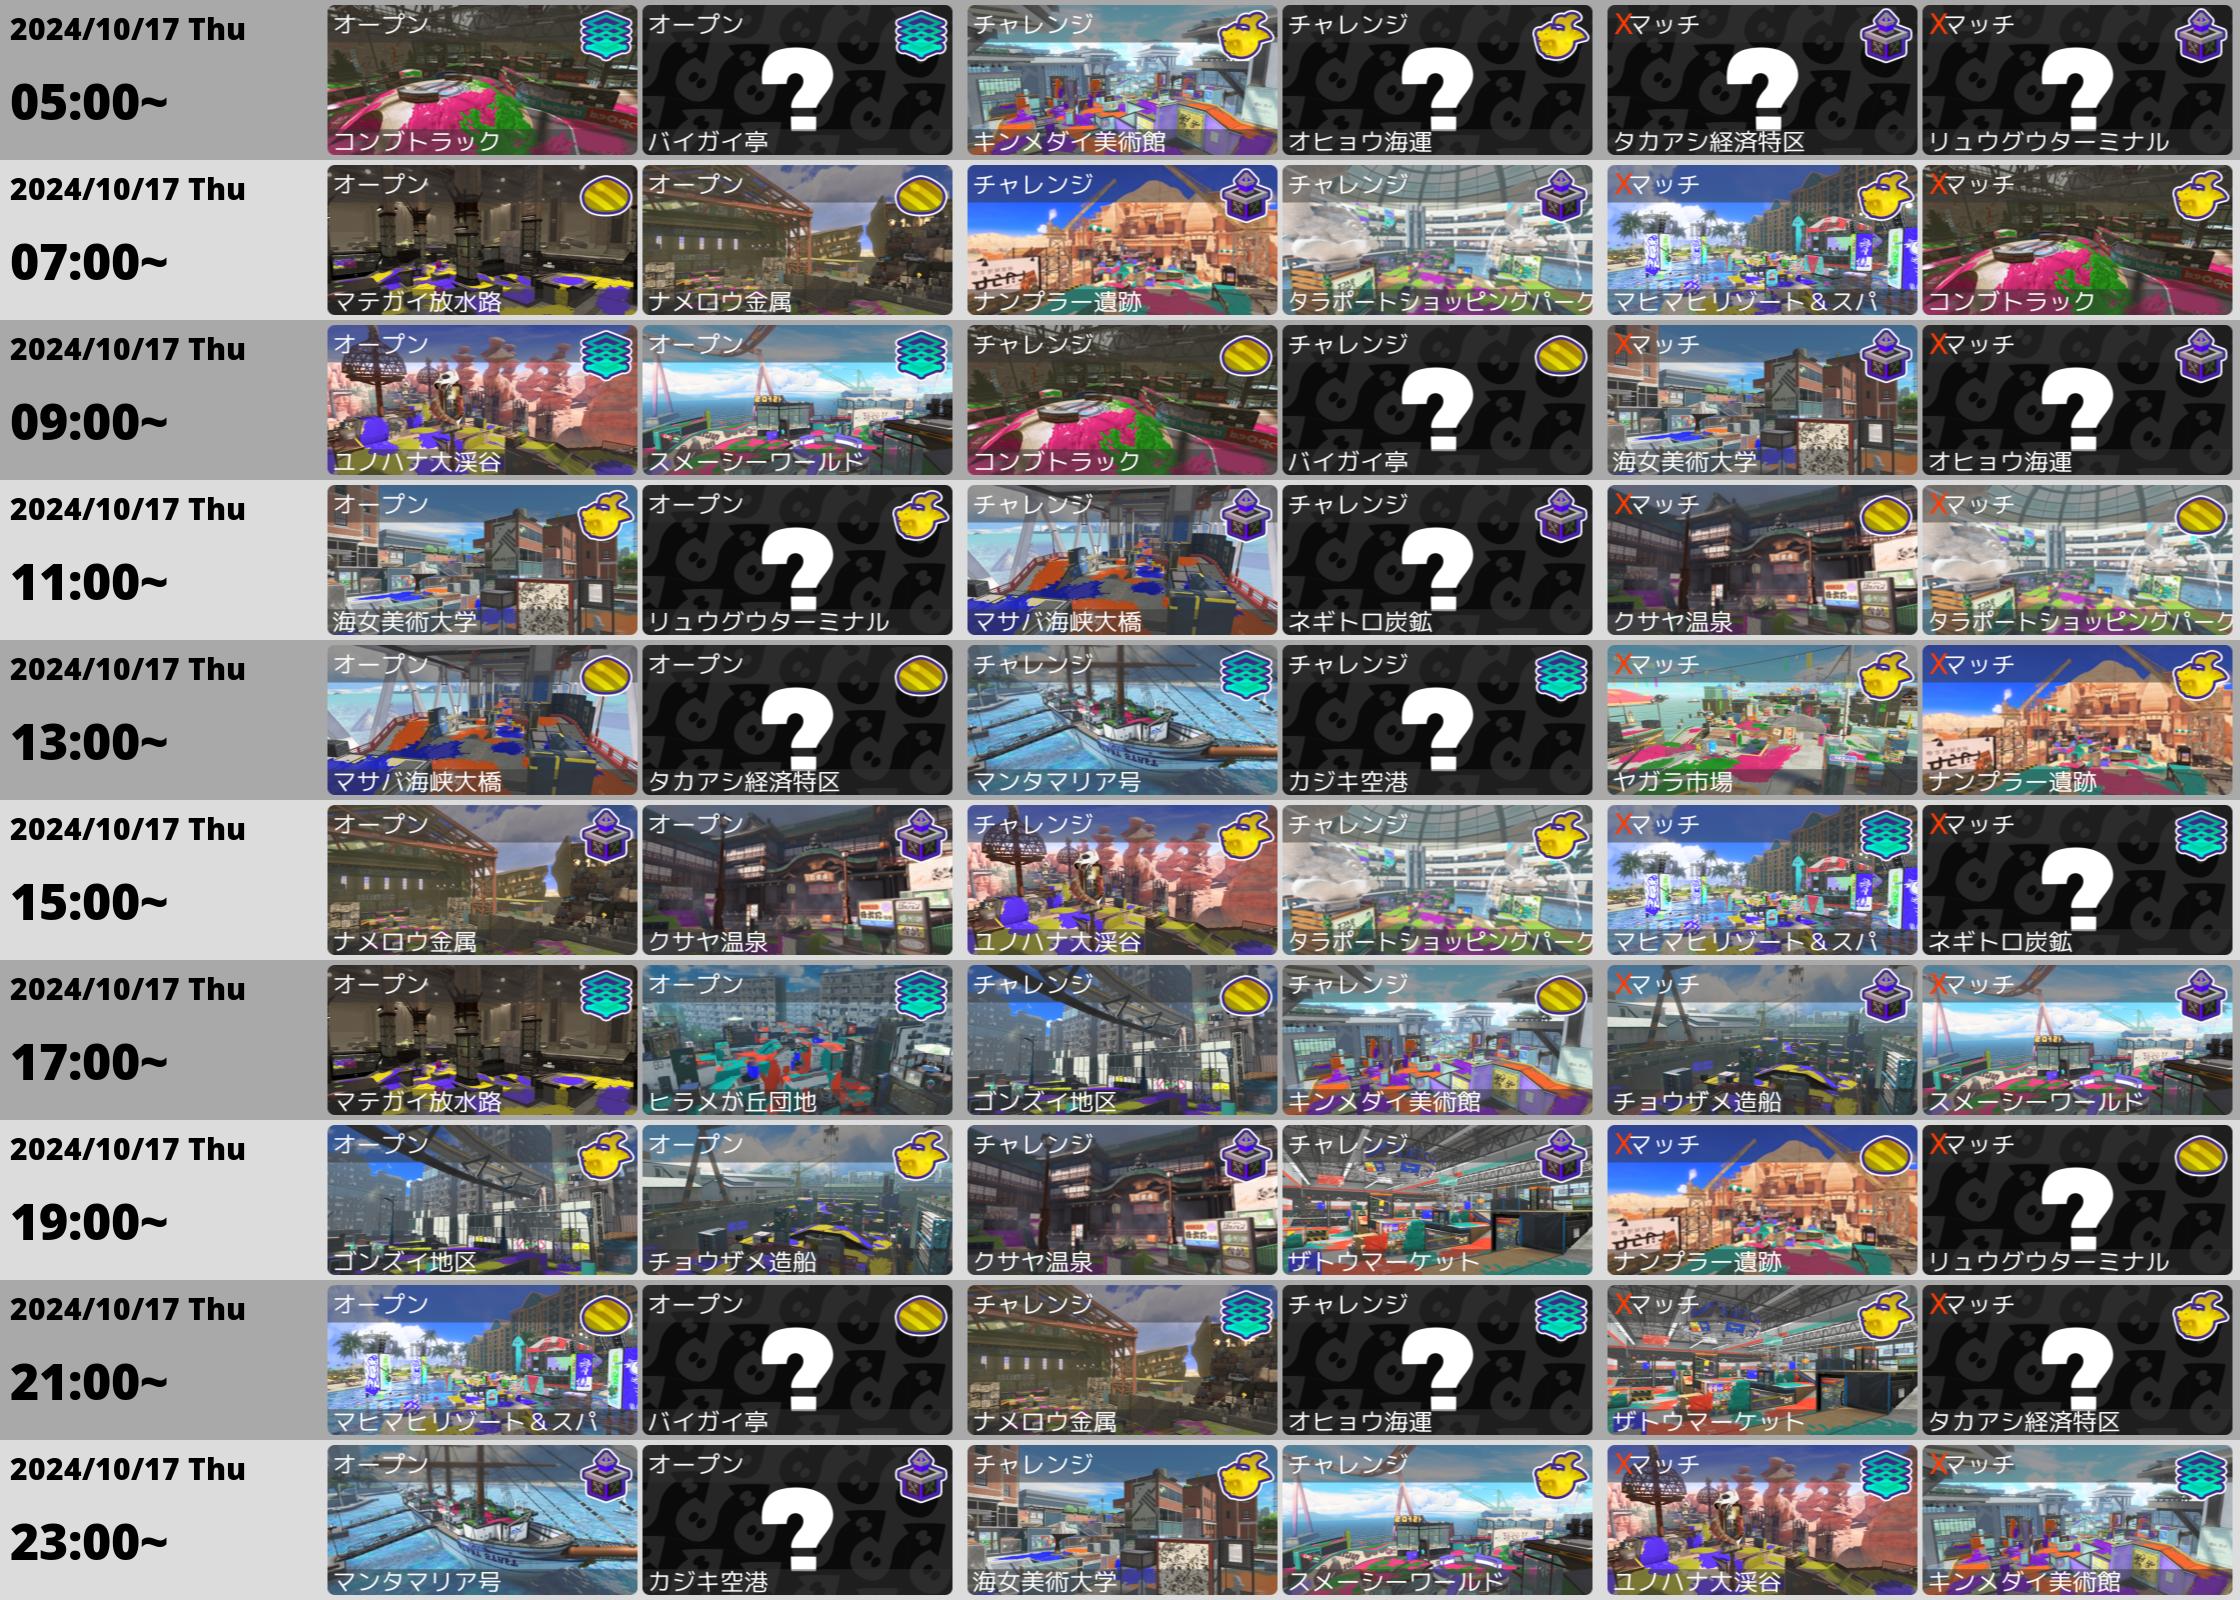 2024/10/17 Thu
05:00~
オープン
コンブトラック
オープン
バイガイ亭
チャレンジ
キンメダイ美術館
チャレンジ
オヒョウ海運
Xマッチ
タカアシ経済特区
Xマッチ
リュウグウターミナル
2024/10/17 Thu
07:00~
オープン
マテガイ放水路
オープン
ナメロウ金属
チャレンジ
ナンプラー遺跡
チャレンジ
タラポートショッピングパーク
Xマッチ
マヒマヒリゾート＆スパ
Xマッチ
コンブトラック
2024/10/17 Thu
09:00~
オープン
ユノハナ大渓谷
オープン
スメーシーワールド
チャレンジ
コンブトラック
チャレンジ
バイガイ亭
Xマッチ
海女美術大学
Xマッチ
オヒョウ海運
2024/10/17 Thu
11:00~
オープン
海女美術大学
オープン
リュウグウターミナル
チャレンジ
マサバ海峡大橋
チャレンジ
ネギトロ炭鉱
Xマッチ
クサヤ温泉
Xマッチ
タラポートショッピングパーク
2024/10/17 Thu
13:00~
オープン
マサバ海峡大橋
オープン
タカアシ経済特区
チャレンジ
マンタマリア号
チャレンジ
カジキ空港
Xマッチ
ヤガラ市場
Xマッチ
ナンプラー遺跡
2024/10/17 Thu
15:00~
オープン
ナメロウ金属
オープン
クサヤ温泉
チャレンジ
ユノハナ大渓谷
チャレンジ
タラポートショッピングパーク
Xマッチ
マヒマヒリゾート＆スパ
Xマッチ
ネギトロ炭鉱
2024/10/17 Thu
17:00~
オープン
マテガイ放水路
オープン
ヒラメが丘団地
チャレンジ
ゴンズイ地区
チャレンジ
キンメダイ美術館
Xマッチ
チョウザメ造船
Xマッチ
スメーシーワールド
2024/10/17 Thu
19:00~
オープン
ゴンズイ地区
オープン
チョウザメ造船
チャレンジ
クサヤ温泉
チャレンジ
ザトウマーケット
Xマッチ
ナンプラー遺跡
Xマッチ
リュウグウターミナル
2024/10/17 Thu
21:00~
オープン
マヒマヒリゾート＆スパ
オープン
バイガイ亭
チャレンジ
ナメロウ金属
チャレンジ
オヒョウ海運
Xマッチ
ザトウマーケット
Xマッチ
タカアシ経済特区
2024/10/17 Thu
23:00~
オープン
マンタマリア号
オープン
カジキ空港
チャレンジ
海女美術大学
チャレンジ
スメーシーワールド
Xマッチ
ユノハナ大渓谷
Xマッチ
キンメダイ美術館